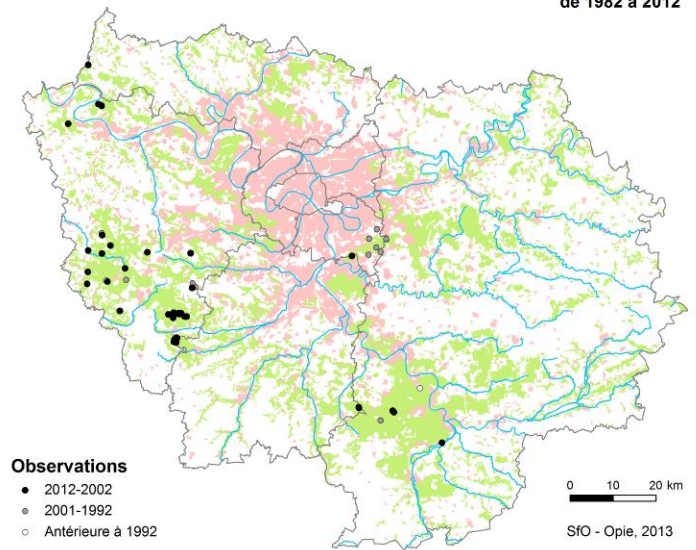 de 1982 à 2012
Observations
2012-2002
2001-1992
Antérieure à 1992
0 10 20 km
SfO - Opie, 2013